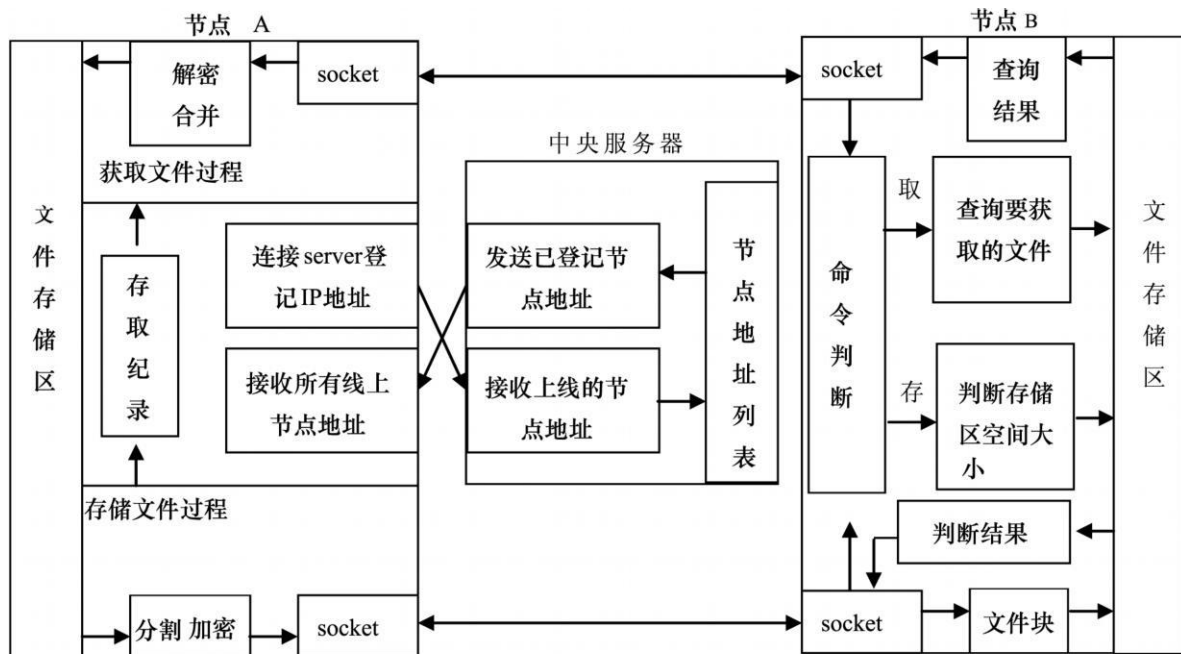 节点 A
节点 B
解密
合并
socket
socket
查询
结果
中央服务器
获取文件过程
取
查询要获
取的文件
文件存储区
存取纪录
连接server登
记IP地址
发送已登记节
点地址
节点地址列表
命令判断
文件存储区
接收所有线上
节点地址
接收上线的节
点地址
存
判断存储
区空间大
小
存储文件过程
判断结果
分割 加密
socket
socket
文件块